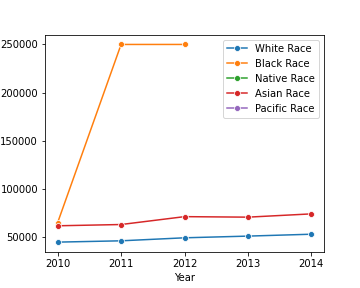 250000
200000
150000
100000
50000
2010 2011 2012 2013 2014
Year
White Race
Black Race
Native Race
Asian Race
Pacific Race